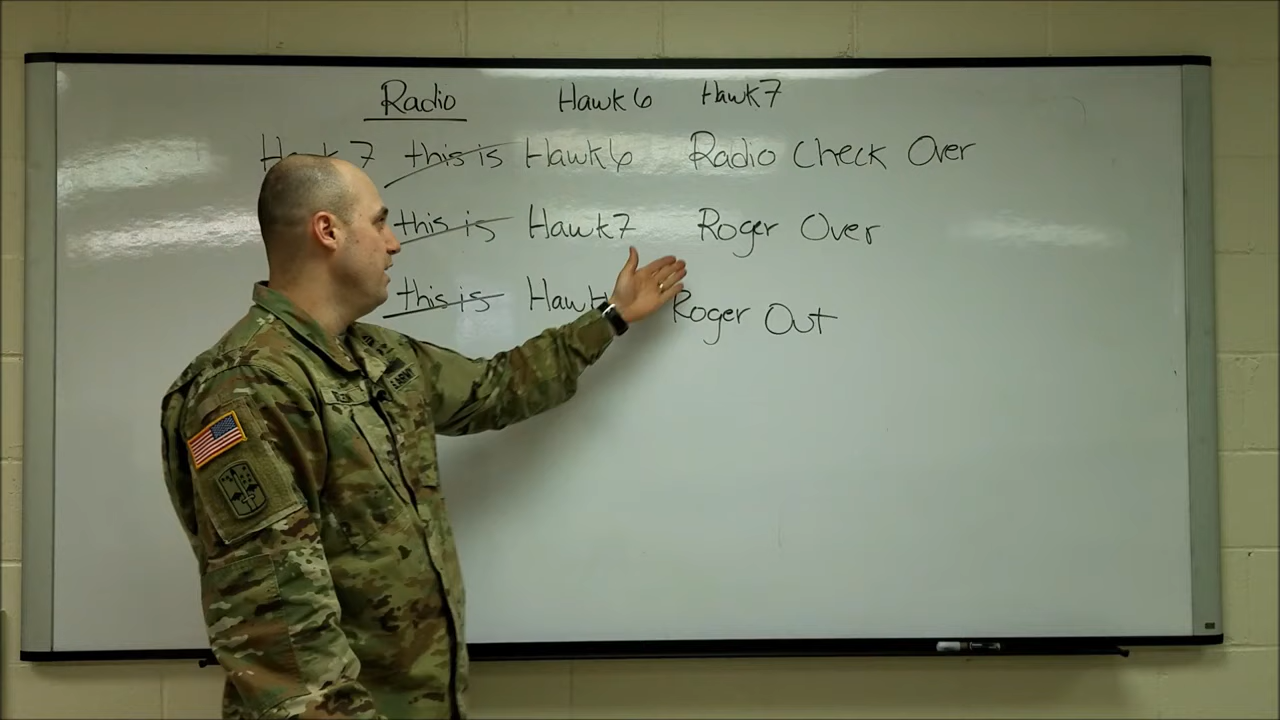 Radio Hawk 6 Hawk 7
Hawk 7 this is Hawk 6 Radio Check Over
this is Hawk 7 Roger Over
this is Hawk Roger Out
U.S. ARMY